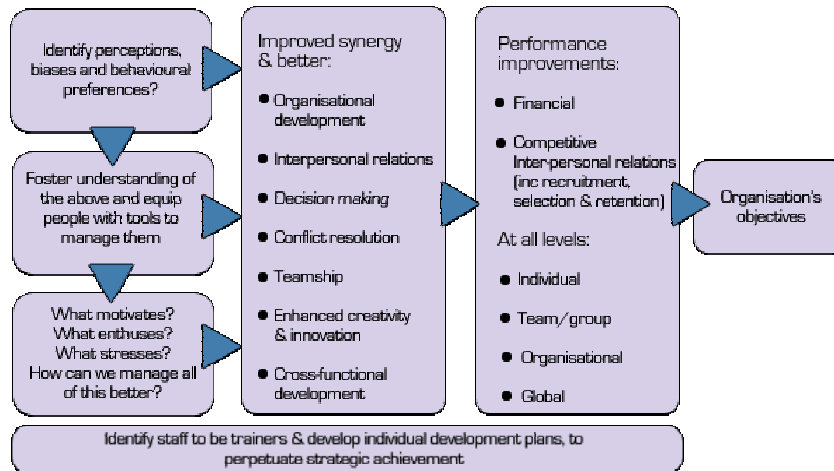 Identify perceptions,
biases and behavioural
preferences?
Foster understanding of
the above and equip
people with tools to
manage them
What motivates?
What enthuses?
What stresses?
How can we manage all
of this better?
Improved synergy
& better:
● Organisational
development
● Interpersonal relations
● Decision making
● Conflict resolution
● Teamship
● Enhanced creativity
& innovation
● Cross-functional
development
Performance
improvements:
● Financial
● Competitive
Inter-personal relations
(inc recruitment,
selection & retention)
At all levels:
● Individual
● Team/group
● Organisational
● Global
Organisation's
objectives
Identify staff to be trainers & develop individual development plans, to
perpetuate strategic achievement